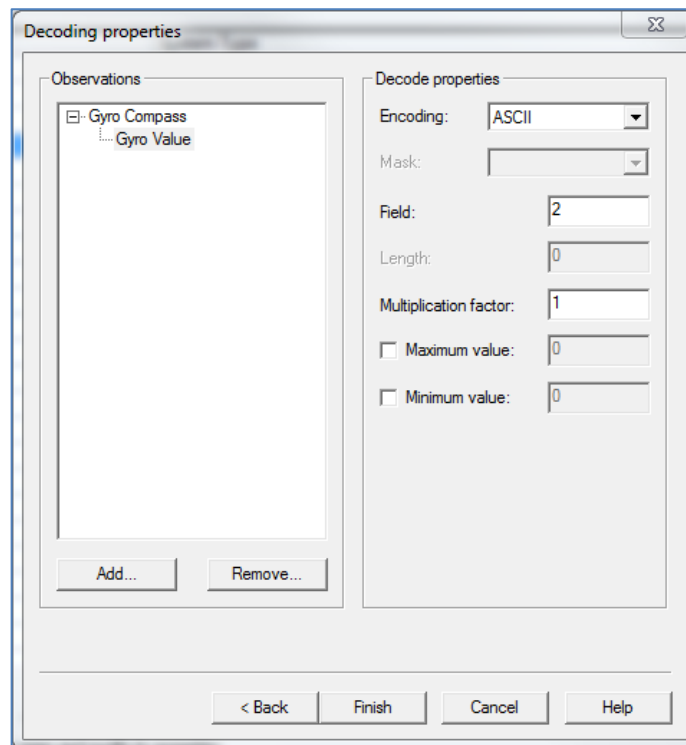 Decoding properties
Observations
Gyro Compass
Gyro Value
Add...
Remove...
Decode properties
Encoding: ASCII
Mask:
Field: 2
Length: 0
Multiplication factor: 1
Maximum value: 0
Minimum value: 0
< Back
Finish
Cancel
Help